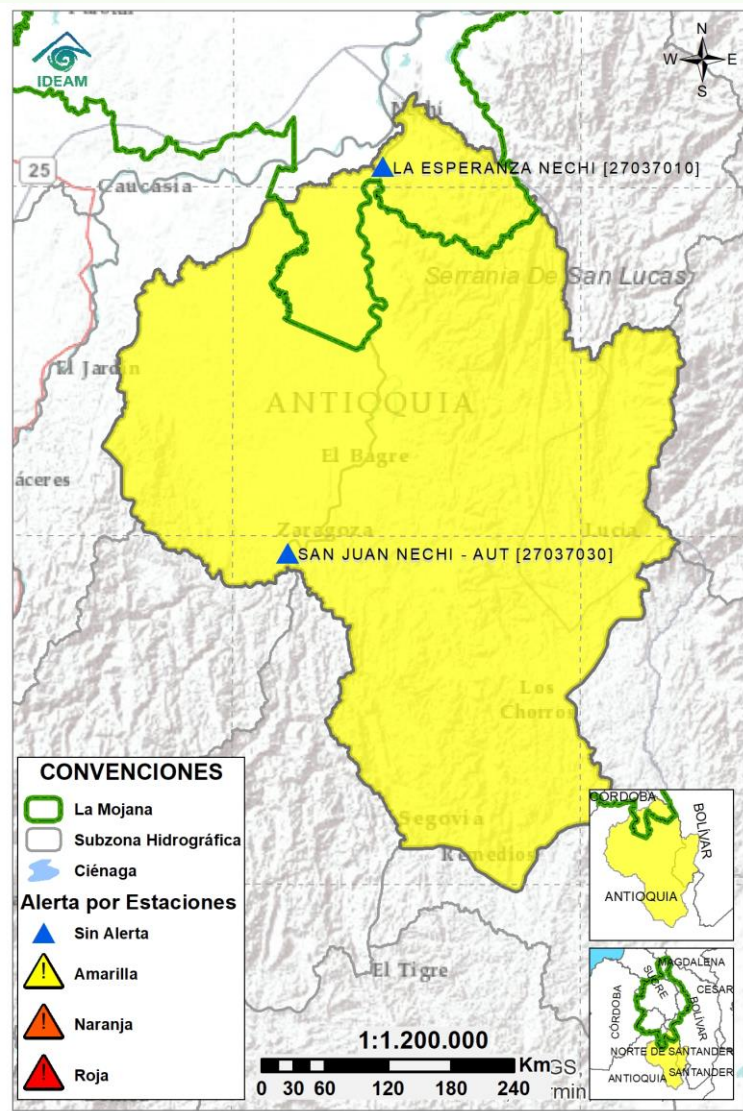 IDEAM
N
W E
S
Nechí
LA ESPERANZA NECHI [27037010]
25
Caucasia
Serrania De San Lucas
El Jardín
ANTIOQUIA
El Bagre
áceres
Zaragoza
Lucia
SAN JUAN NECHI - AUT [27037030]
Los
Chorros
Segovia
Remedios
El Tigre
CONVENCIONES
La Mojana
Subzona Hidrográfica
Ciénaga
Alerta por Estaciones
Sin Alerta
Amarilla
Naranja
Roja
1:1.200.000
Km
GS,
min
0 30 60 120 180 240
CÓRDOBA
BOLÍVAR
ANTIOQUIA
MAGDALENA
SUCRE
CESAR
CÓRDOBA
BOLÍVAR
NORTE DE SANTANDER
SANTANDER
ANTIOQUIA